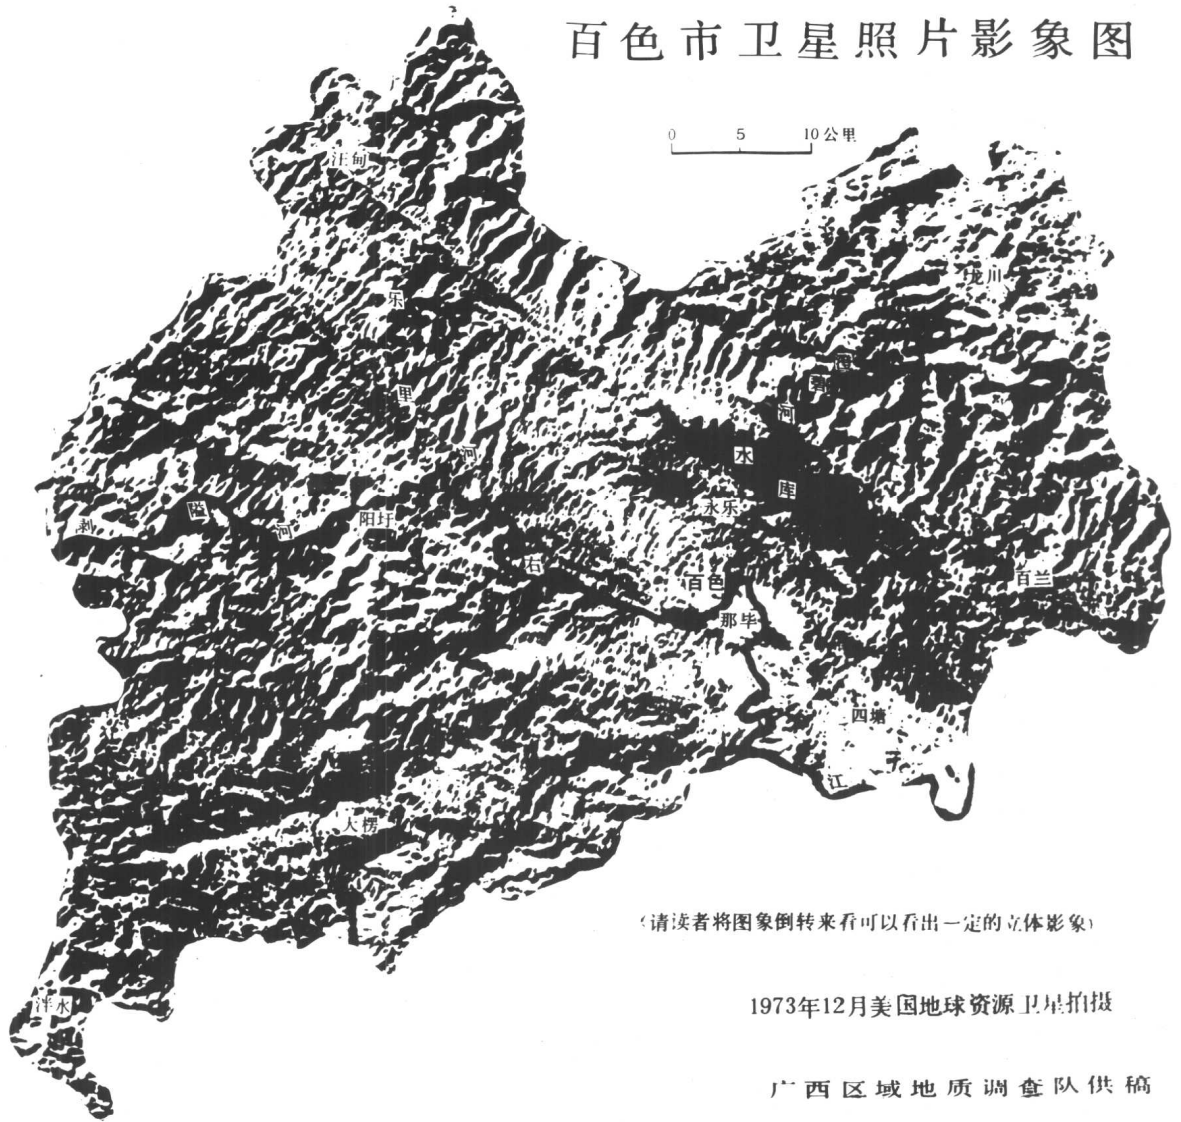 百色市卫星照片影象图
0 5 10公里
汪甸
龙川
乐
里
河
澄
碧
河
水
库
永乐
剥
隘
河
阳圩
右
百色
百兰
那毕
四塘
江
大楞
泮水
(请读者将图象倒转来看可以看出一定的立体影象)
1973年12月美国地球资源卫星拍摄
广西区域地质调查队供稿